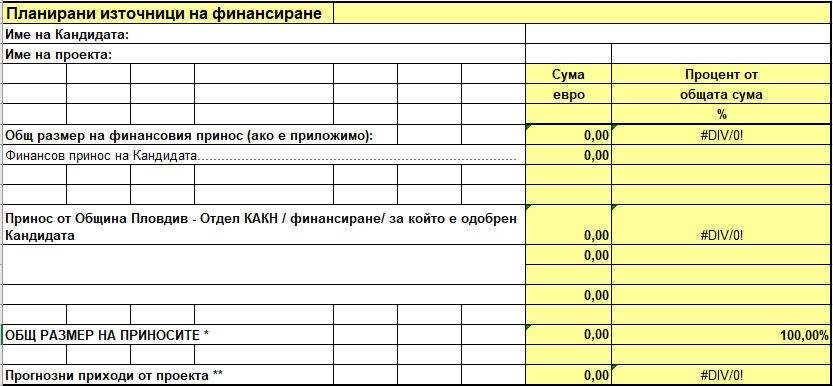 Планирани източници на финансиране
Име на Кандидата:
Име на проекта:
Сума Процент от
евро общата сума
%
Общ размер на финансовия принос (ако е приложимо): 0,00 #DIV/0!
Финансов принос на Кандидата........................................................................................ 0,00
Принос от Община Пловдив - Отдел КАКН / финансиране/ за който е одобрен
Кандидата 0,00 #DIV/0!
0,00
0,00
ОБЩ РАЗМЕР НА ПРИНОСИТЕ * 0,00 100,00%
Прогнозни приходи от проекта ** 0,00 #DIV/0!